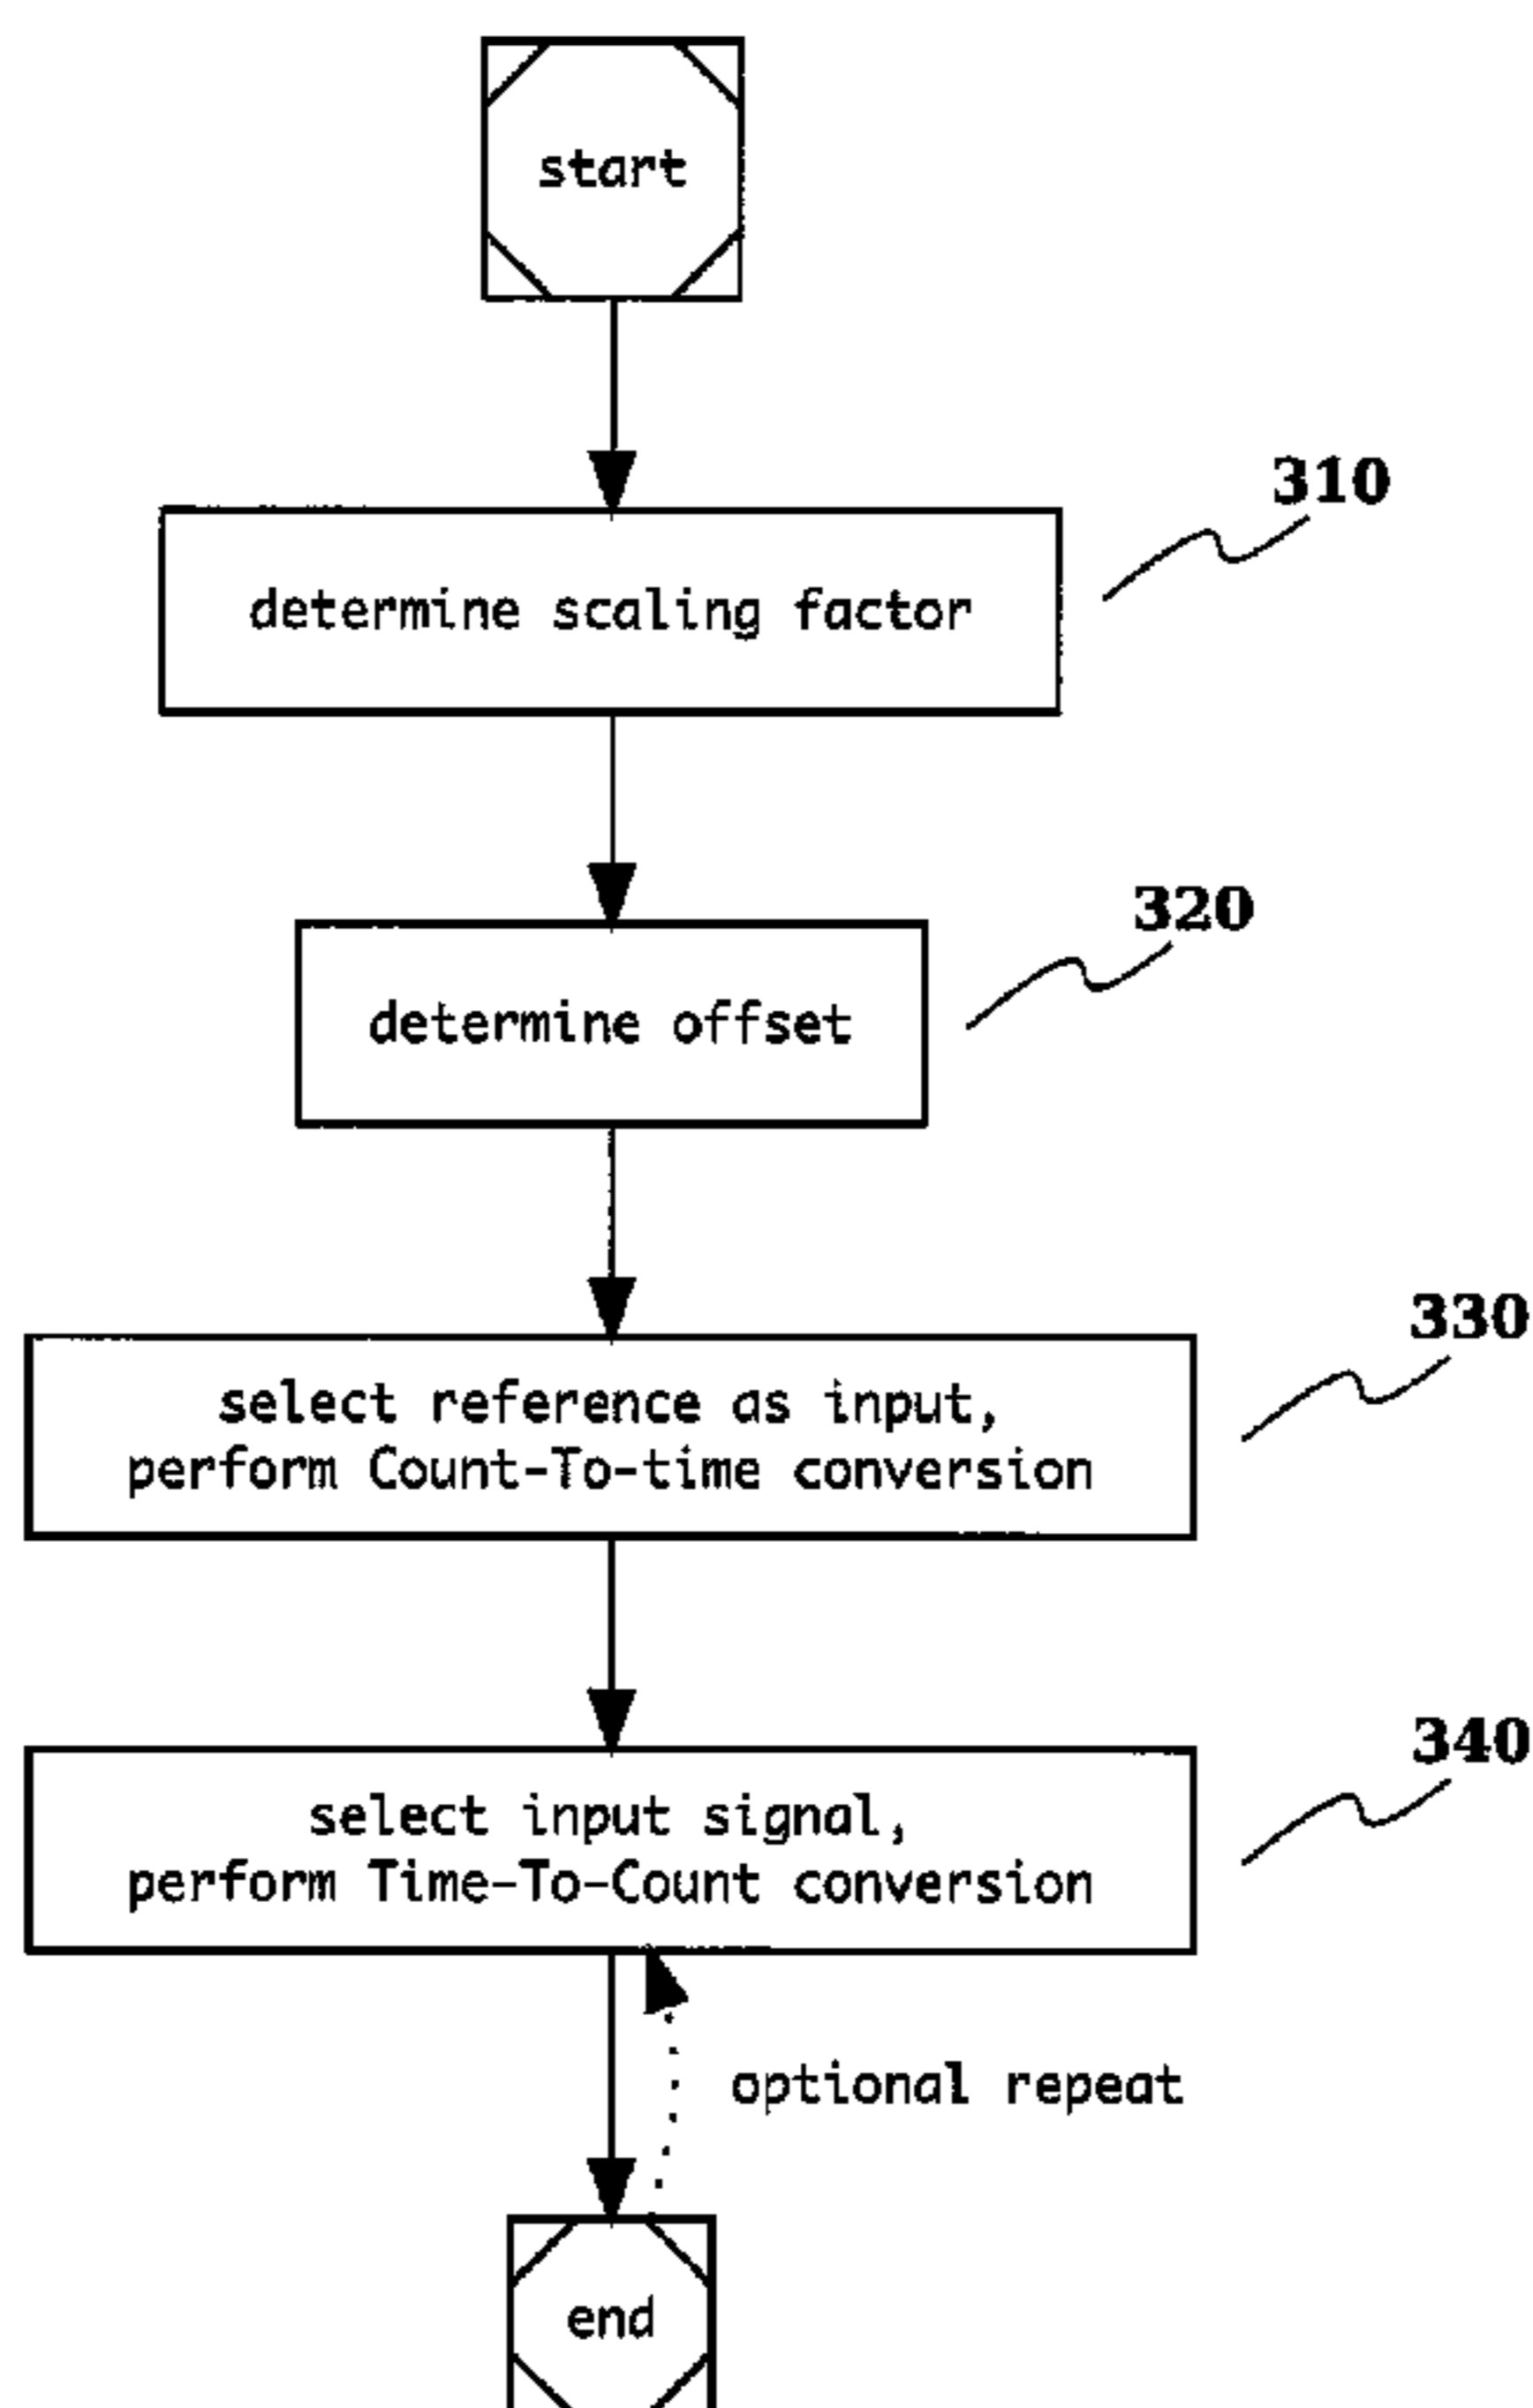 start
310
determine scaling factor
320
determine offset
330
select reference as input,
perform Count-To-time conversion
340
select input signal,
perform Time-To-Count conversion
optional repeat
end